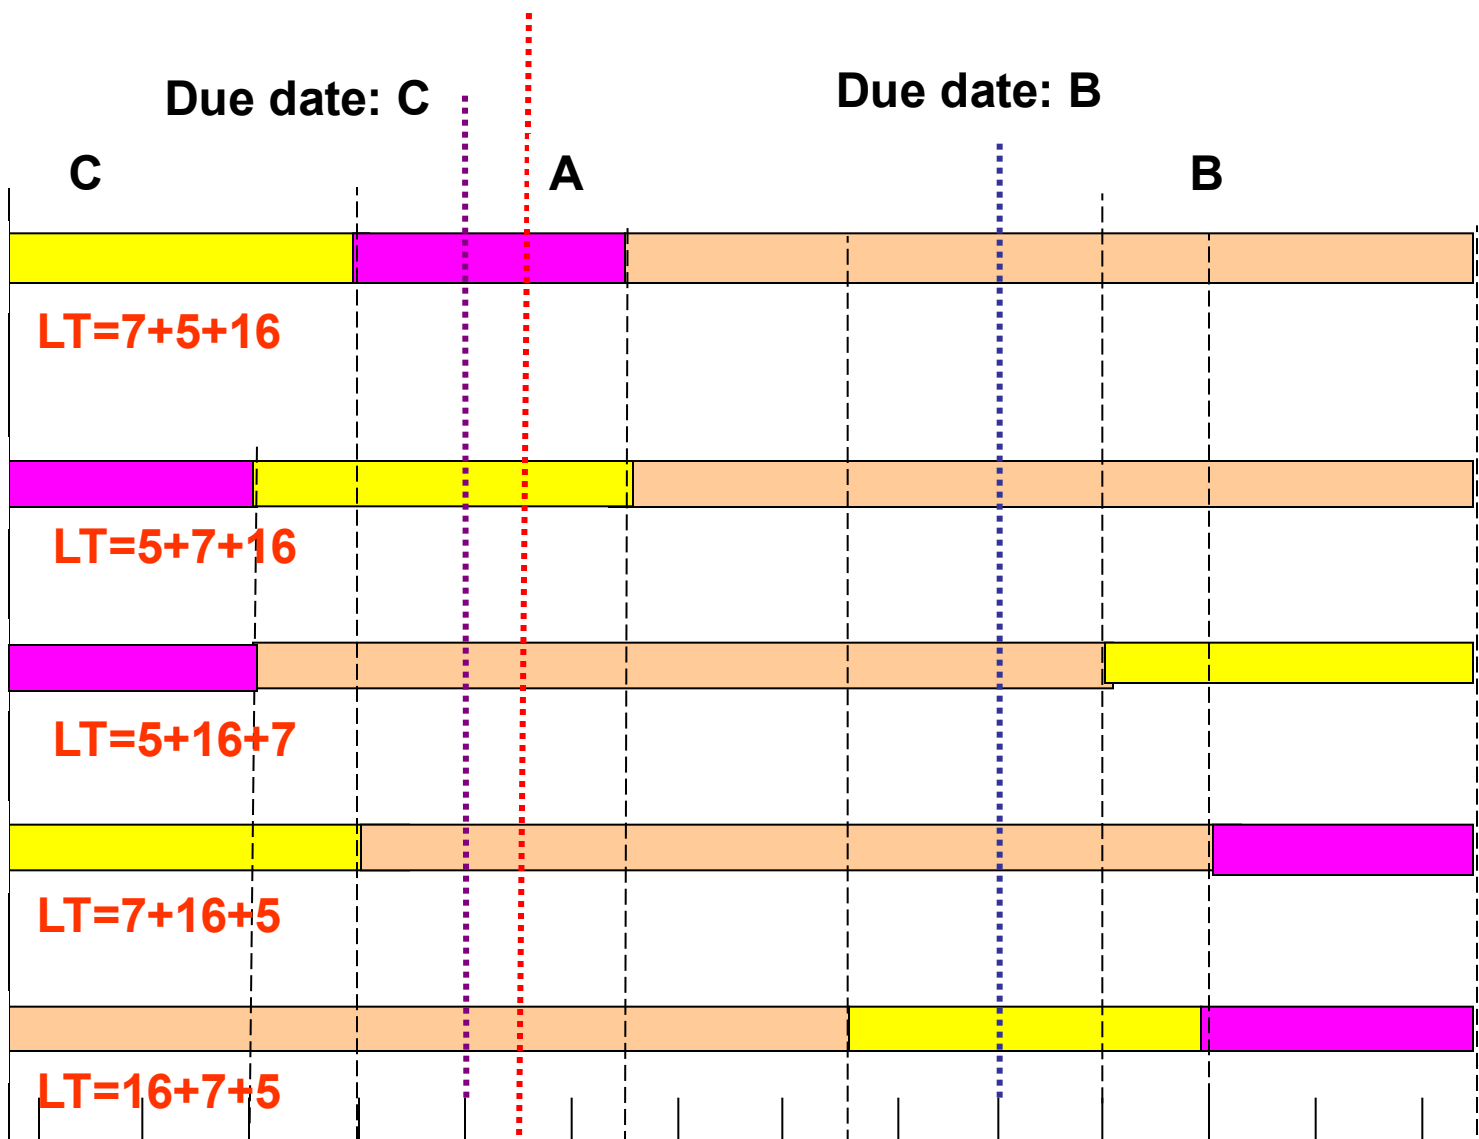 Due date: C
Due date: B
C
A
B
LT=7+5+16
LT=5+7+16
LT=5+16+7
LT=7+16+5
LT=16+7+5